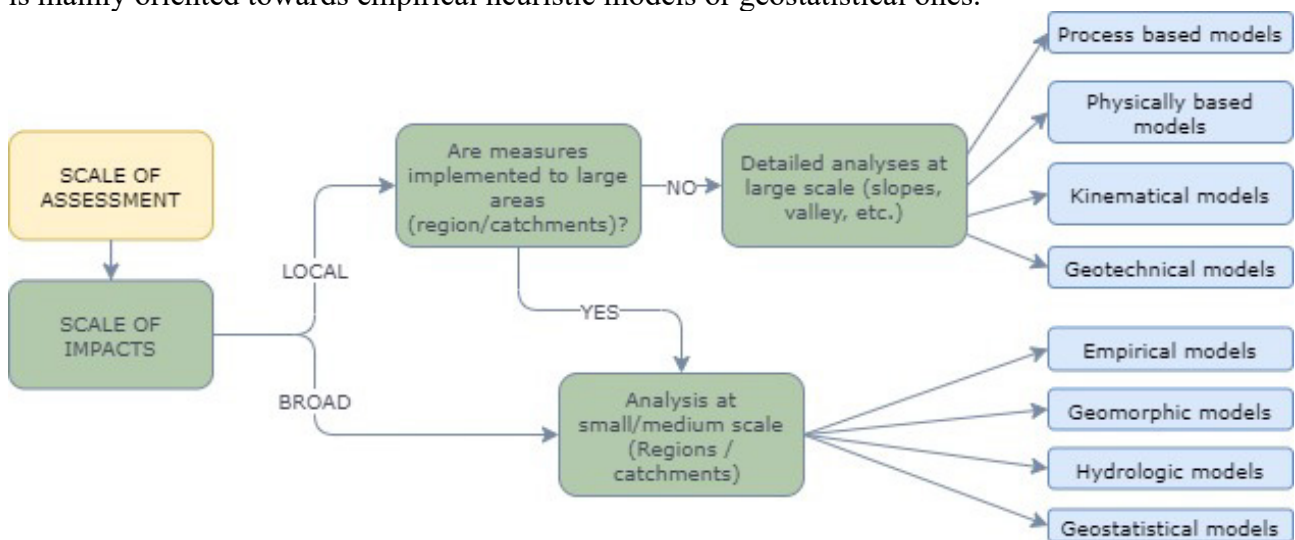 is mainly oriented towards empirical heuristic models or geostatistical ones.
Process based models
Physically based
models
Kinematical models
Geotechnical models
SCALE OF
ASSESSMENT
Are measures
implemented to large
areas
(region/catchments)?
NO
Detailed analyses at
large scale (slopes,
valley, etc.)
LOCAL
YES
SCALE OF
IMPACTS
BROAD
Analysis at
small/medium scale
(Regions /
catchments)
Empirical models
Geomorphic models
Hydrologic models
Geostatistical models